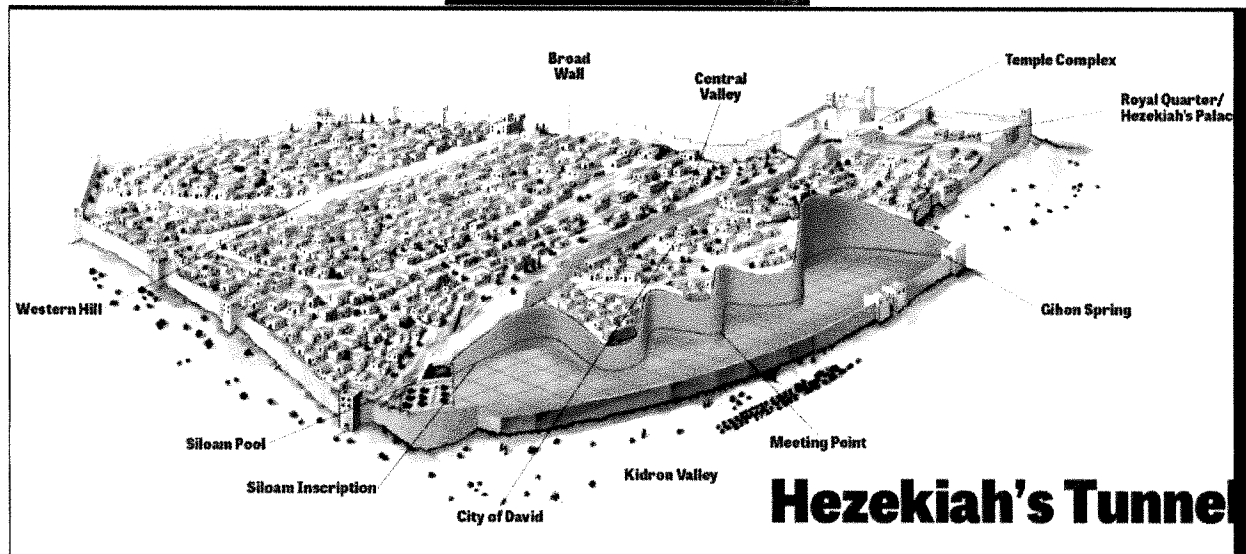 Broad
Wall
Central
Valley
Temple Complex
Royal Quarter/
Hezekiah's Palac
Western Hill
Gihon Spring
Siloam Pool
Meeting Point
Siloam Inscription
Kidron Valley
City of David
Hezekiah's Tunnel